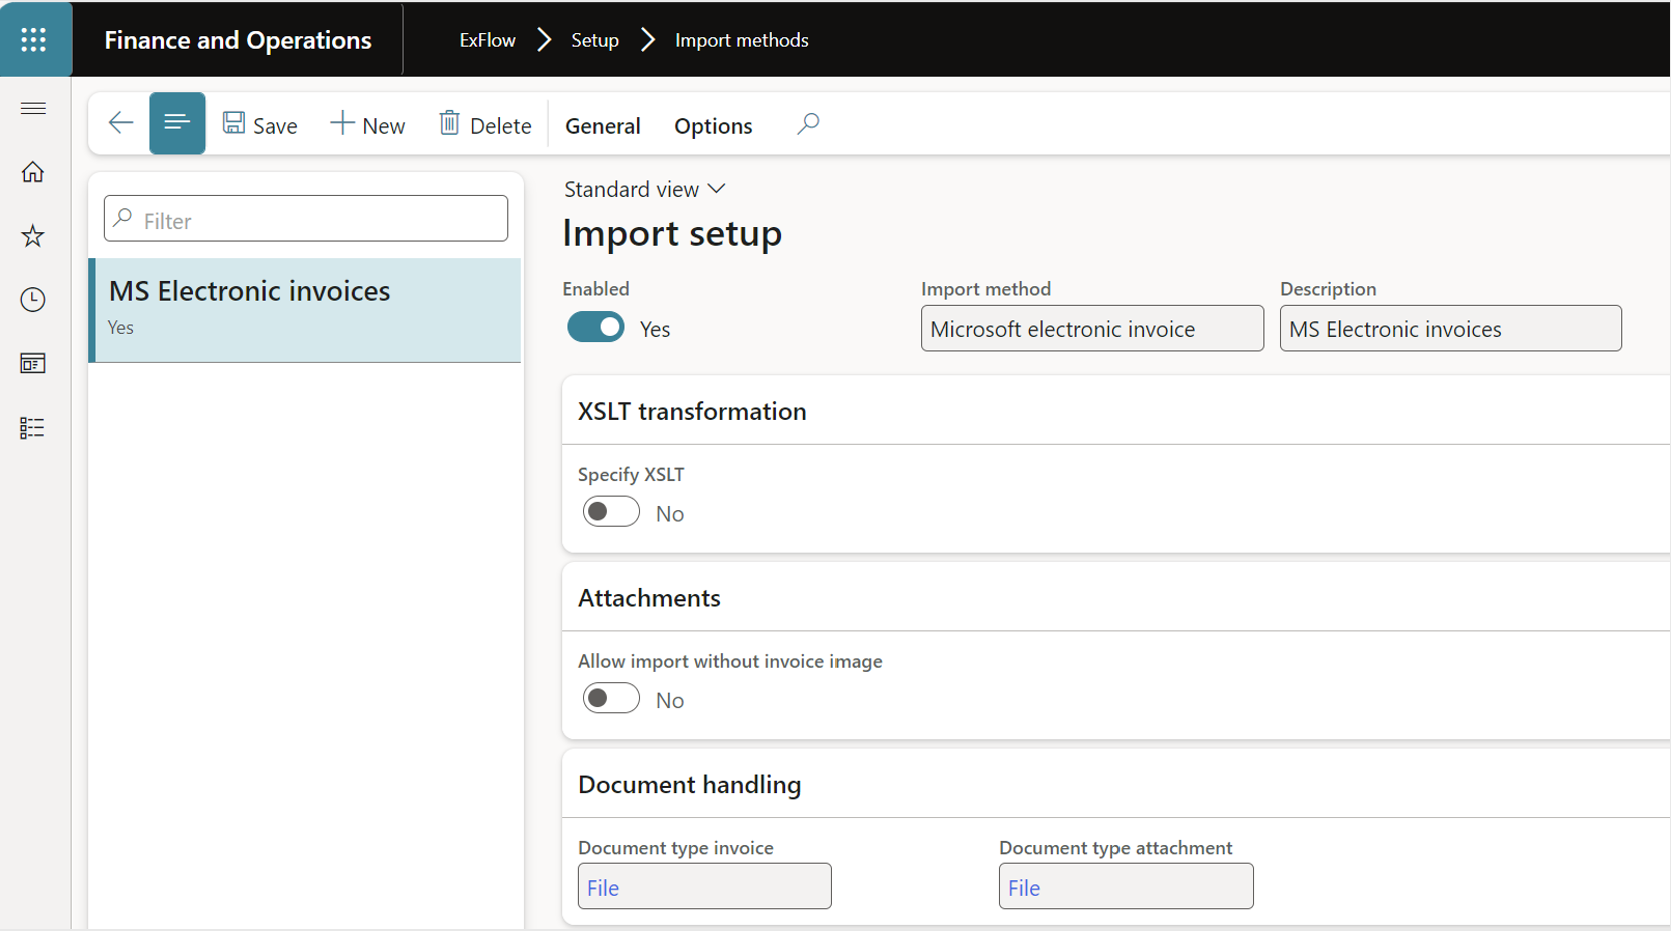 Finance and Operations
ExFlow Setup Import methods
Save New Delete General Options
Filter
MS Electronic invoices
Yes
Standard view
Import setup
Enabled Import method Description
Yes Microsoft electronic invoice MS Electronic invoices
XSLT transformation
Specify XSLT
No
Attachments
Allow import without invoice image
No
Document handling
Document type invoice Document type attachment
File File